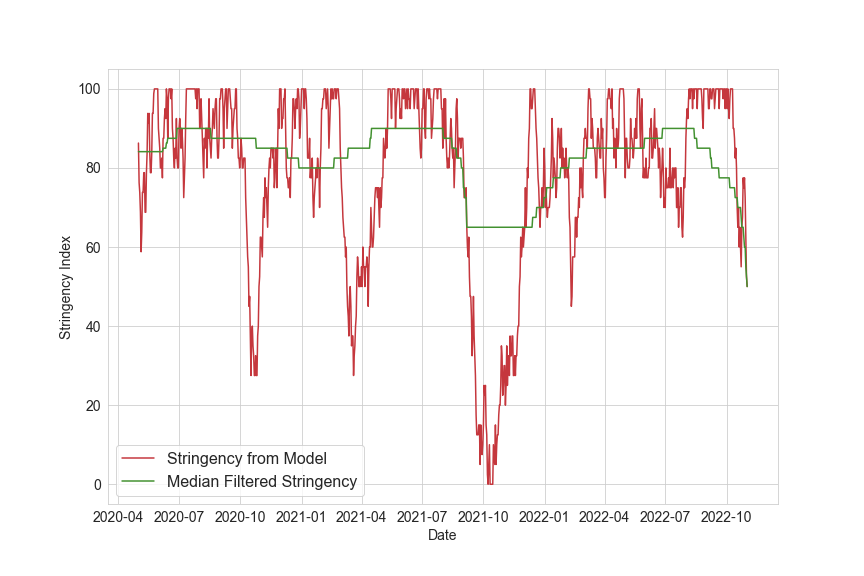 100
80
60
40
20
0
Stringency Index
Stringency from Model
Median Filtered Stringency
2020-04 2020-07 2020-10 2021-01 2021-04 2021-07 2021-10 2022-01 2022-04 2022-07 2022-10
Date